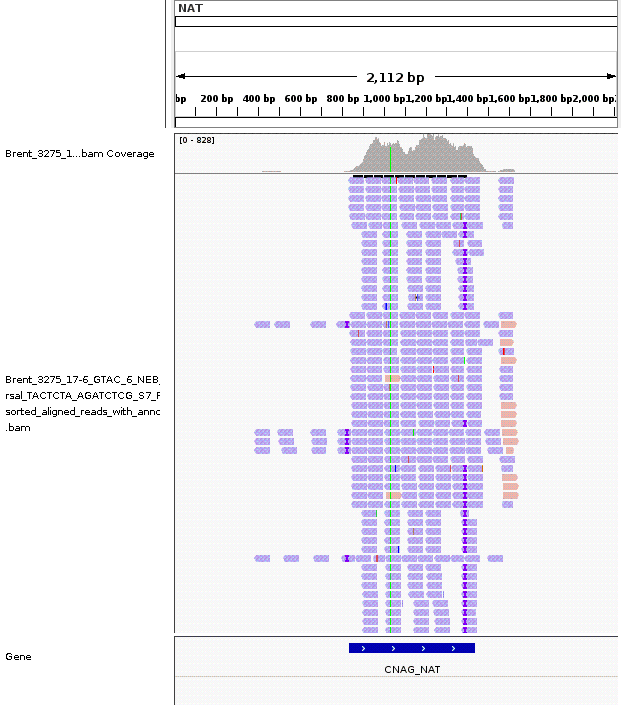 NAT
2,112 bp
bp 200 bp 400 bp 600 bp 800 bp 1,000 bp 1,200 bp 1,400 bp 1,600 bp 1,800 bp 2,000 bp
[0 - 828]
Brent_3275_1...bam Coverage
Brent_3275_17-6_GTAC_6_NEB_
rsal_TACTCTA_AGATCTCG_S7_F
sorted_aligned_reads_with_annc
.bam
Gene
CNAG_NAT